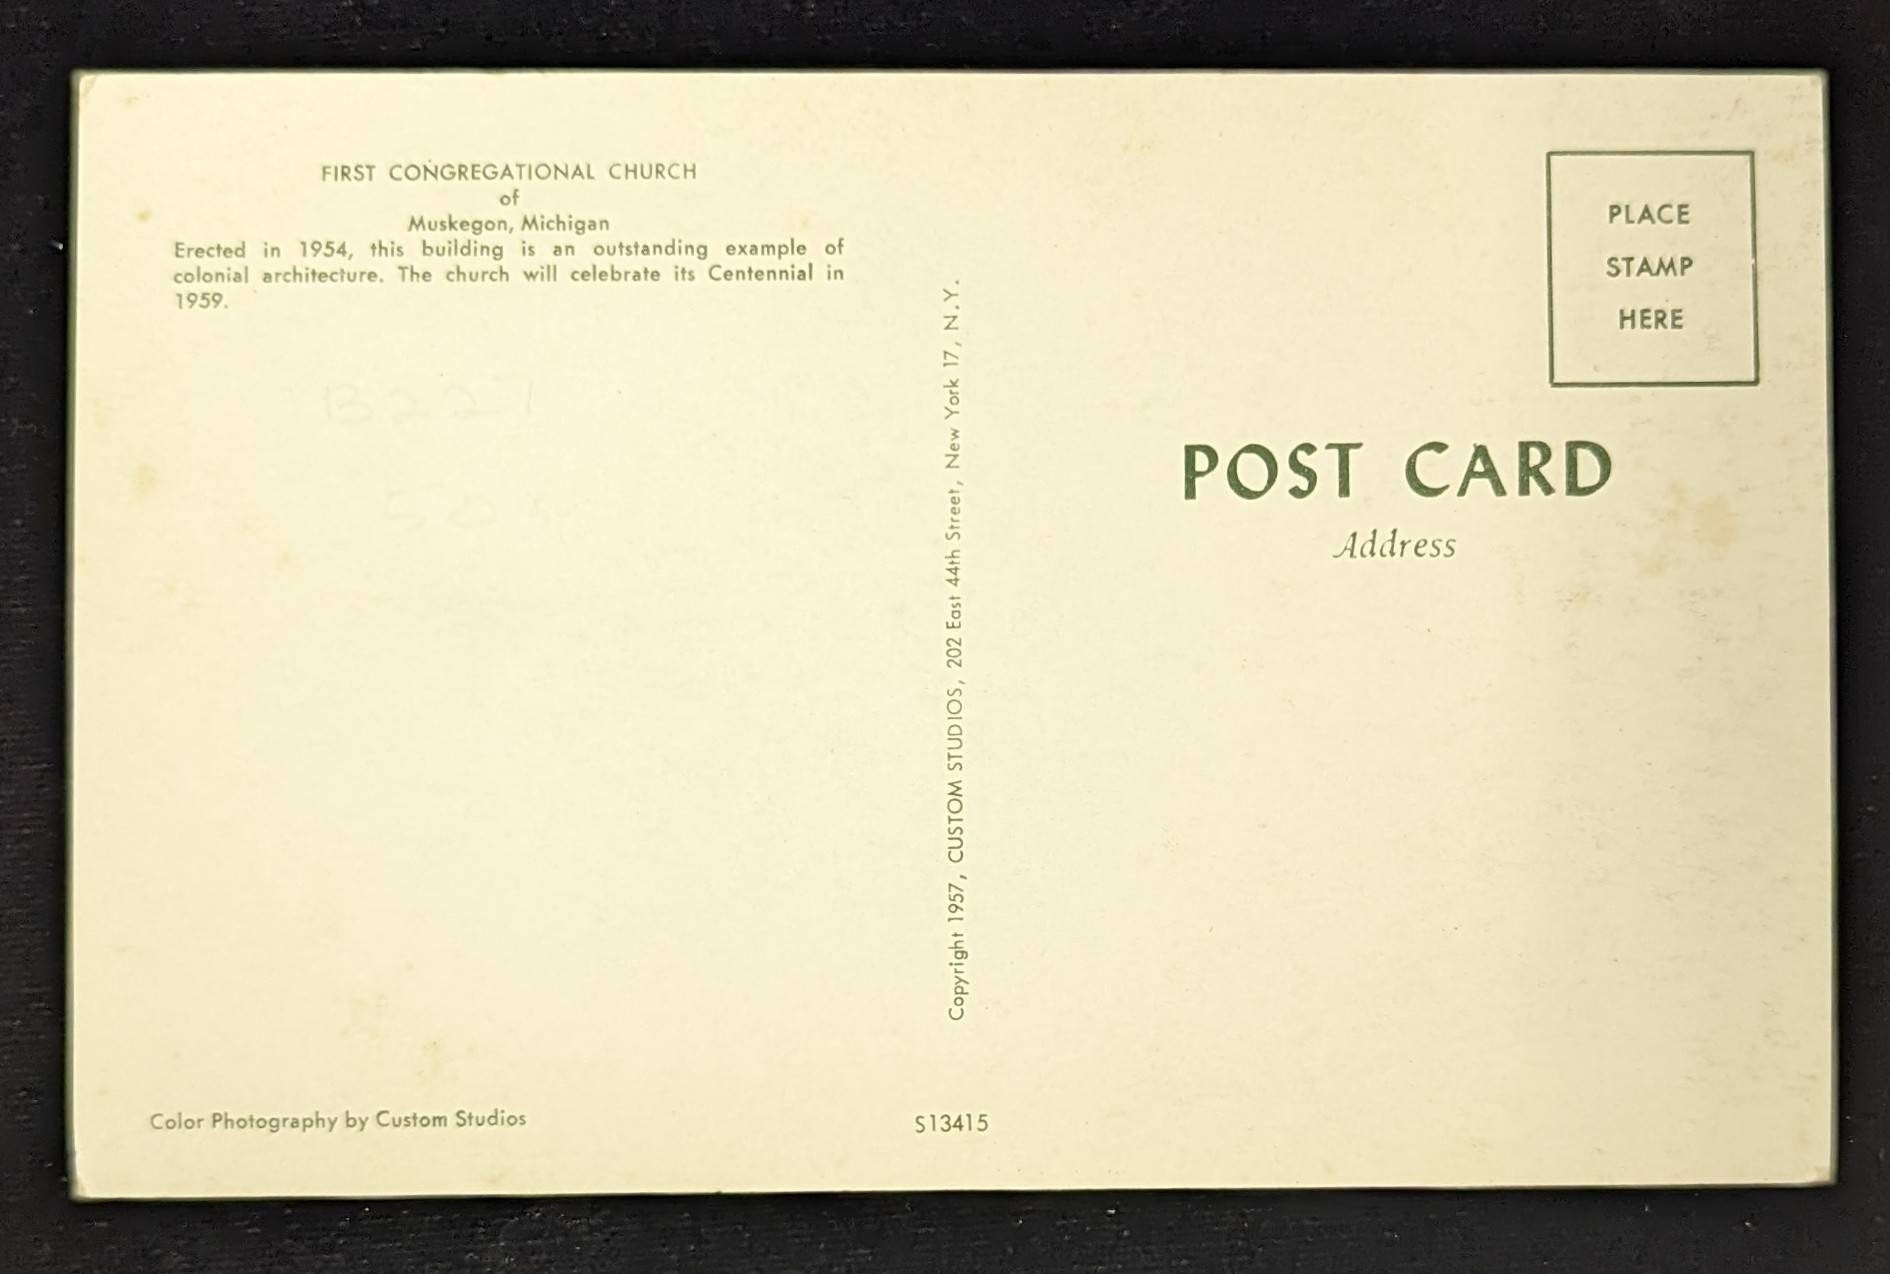 FIRST CONGREGATIONAL CHURCH
of
Muskegon, Michigan
Erected in 1954, this building is an outstanding example of
colonial architecture. The church will celebrate its Centennial in
1959.
Color Photography by Custom Studios
Copyright 1957, CUSTOM STUDIOS, 202 East 44th Street, New York 17, N.Y.
S13415
PLACE
STAMP
HERE
POST CARD
Address